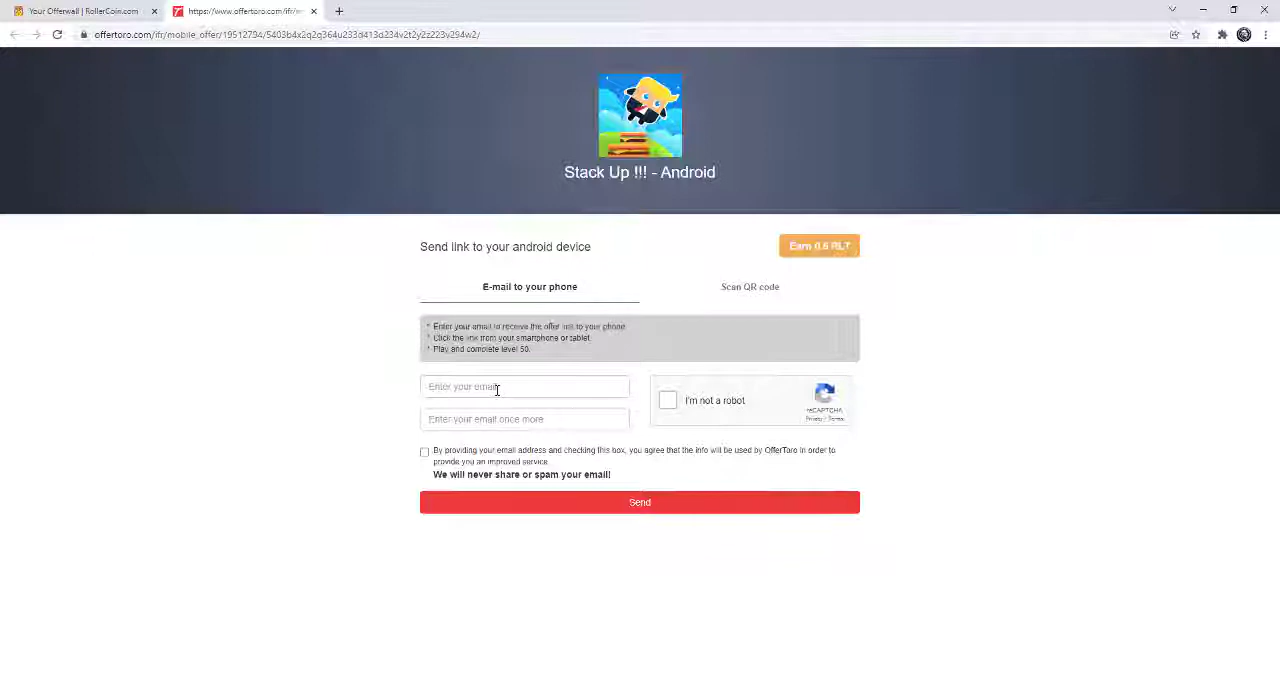 Your Offerwall | RollerCoin.com
https://www.offertoro.com/ifr/m
offertoro.com/ifr/mobile_offer/19512794/5403b4x2q2q364u233d413d234v2t2y2z223v294w2/
Stack Up !!! - Android
Send link to your android device
Earn 0.6 RLT
E-mail to your phone
Scan QR code
* Enter your email to receive the offer link to your phone.
* Click the link from your smartphone or tablet.
* Play and complete level 50.
Enter your email
I'm not a robot
reCAPTCHA
Privacy - Terms
Enter your email once more
By providing your email address and checking this box, you agree that the info will be used by OfferToro in order to
provide you an improved service.
We will never share or spam your email!
Send